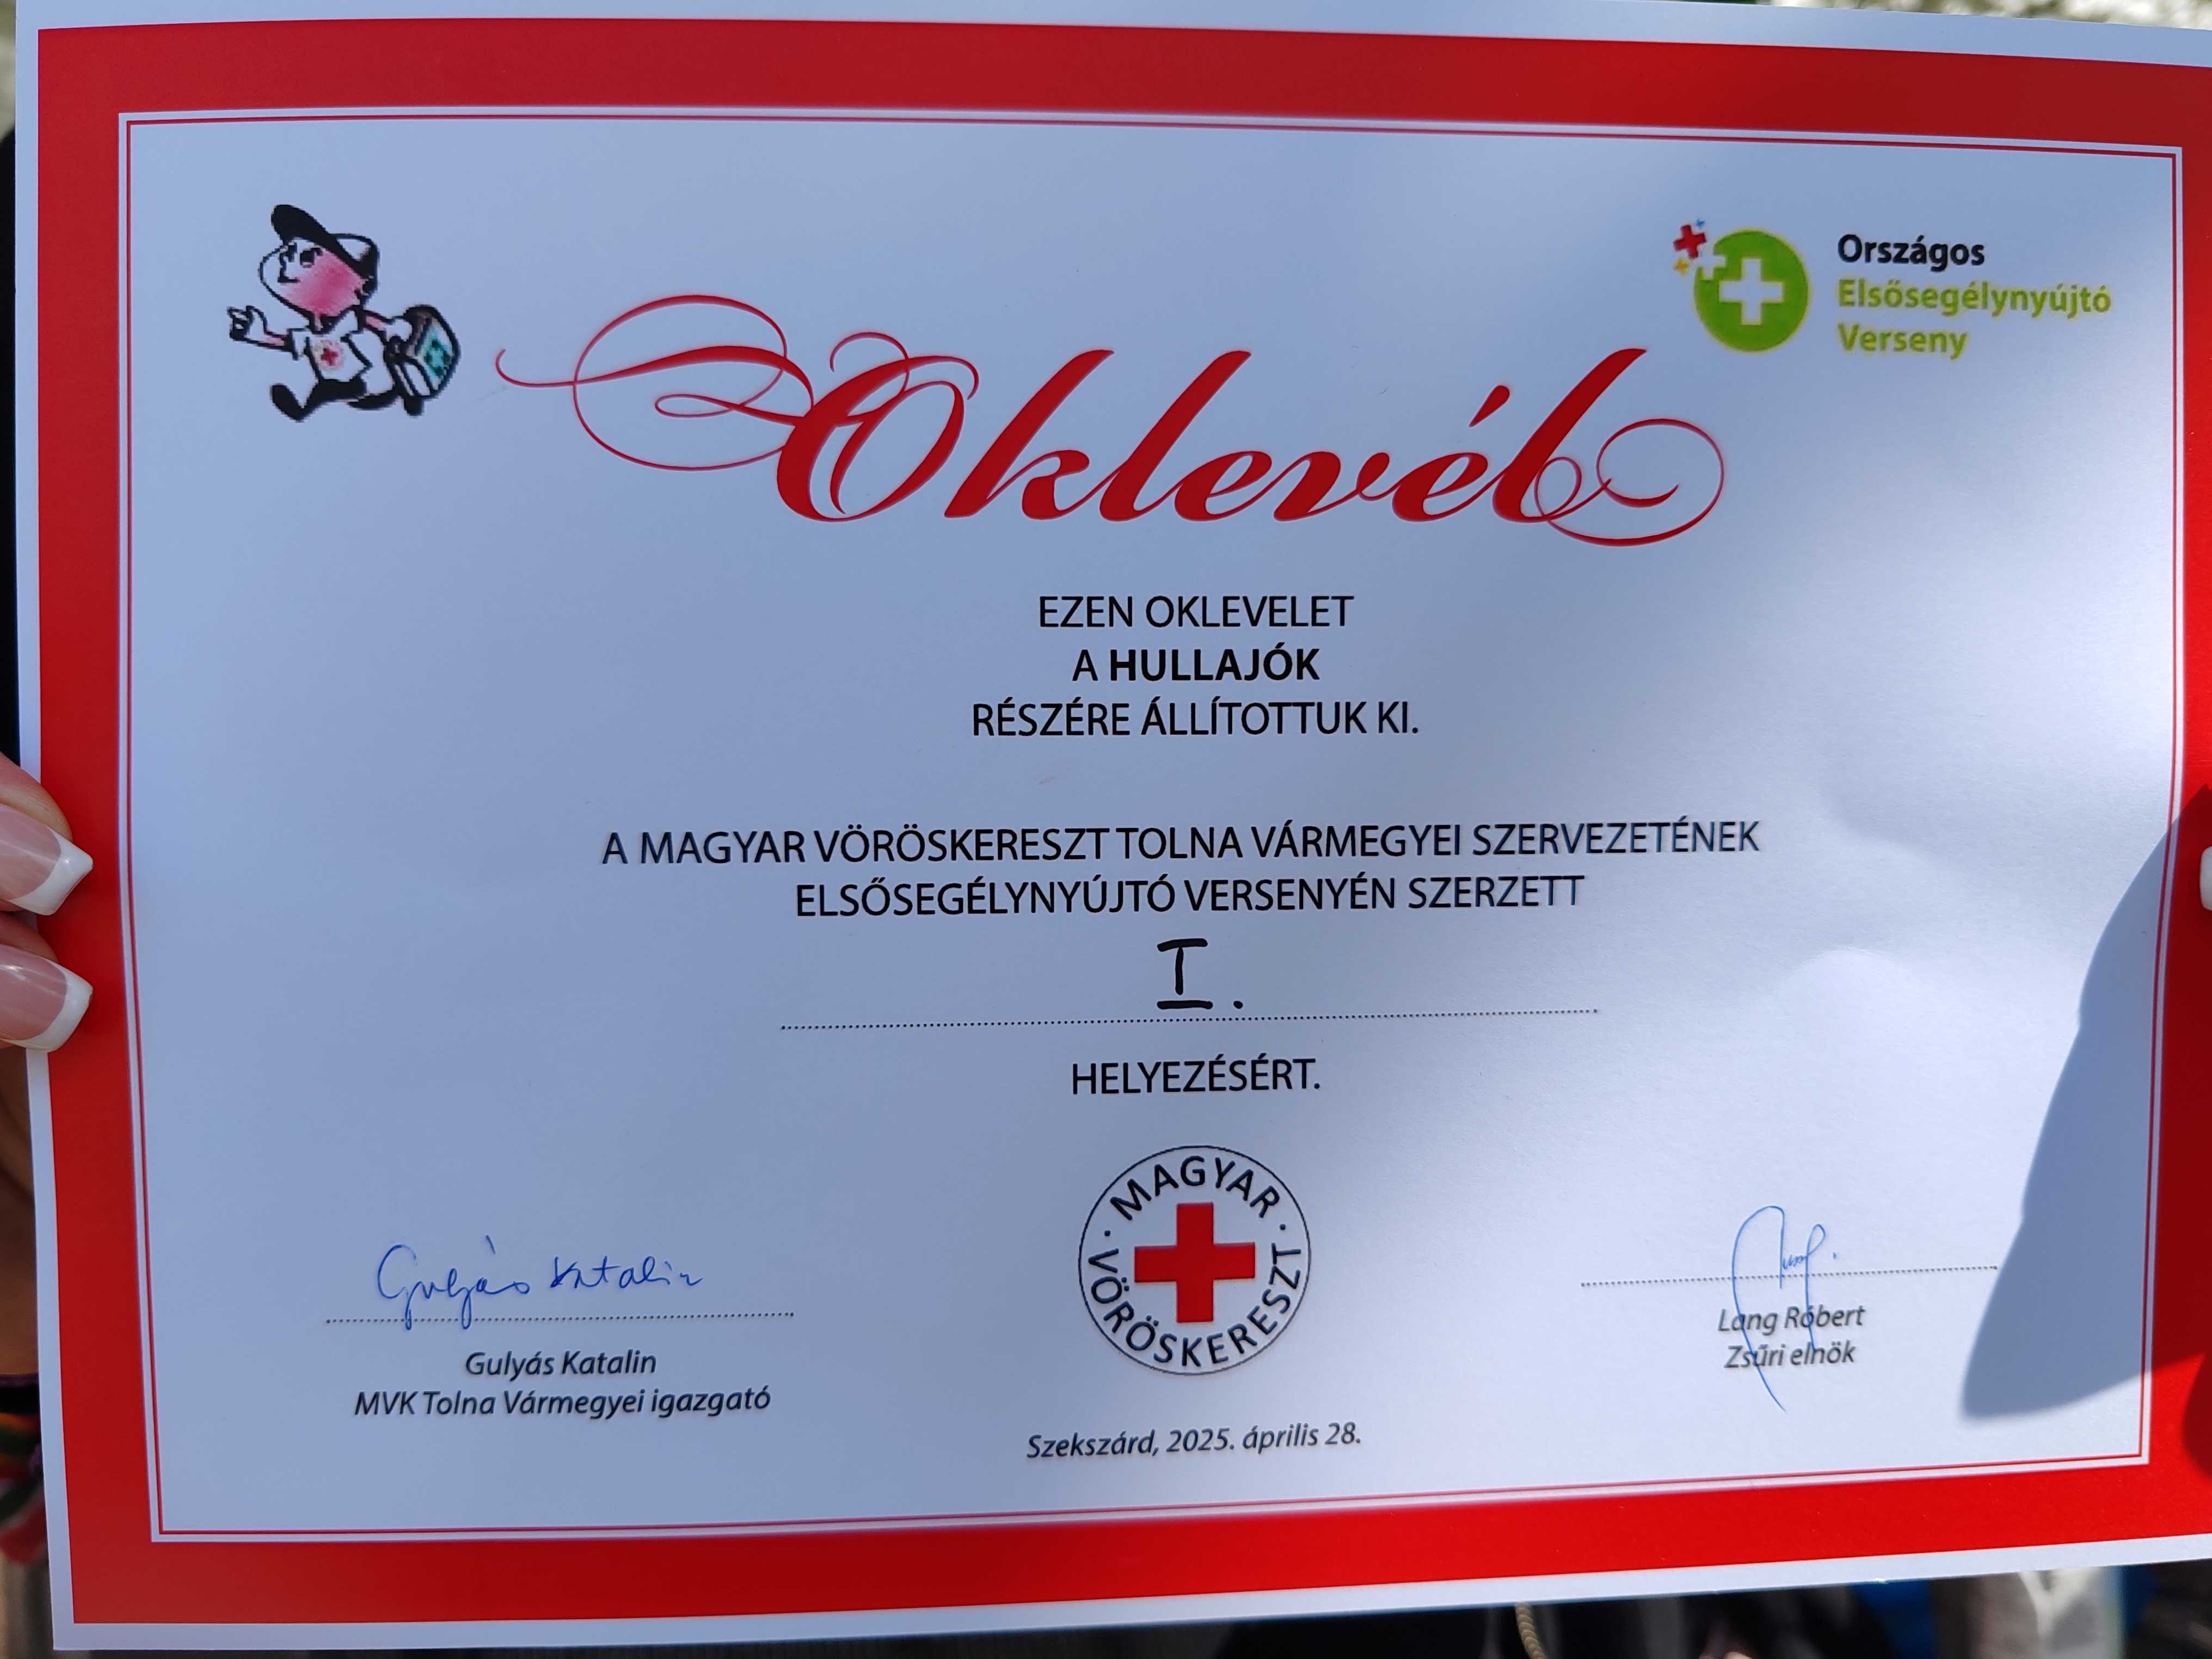 Országos
Elsősegélynyújtó
Verseny
Oklevél
EZEN OKLEVELET
A HULLAJÓK
RÉSZÉRE ÁLLÍTOTTUK KI.
A MAGYAR VÖRÖSKERESZT TOLNA VÁRMEGYEI SZERVEZETÉNEK
ELSŐSEGÉLYNYÚJTÓ VERSENYÉN SZERZETT
I.
HELYEZÉSÉRT.
MAGYAR VÖRÖSKERESZT
Gulyás Katalin
Gulyás Katalin
MVK Tolna Vármegyei igazgató
Lang Róbert
Zsűri elnök
Szekszárd, 2025. április 28.